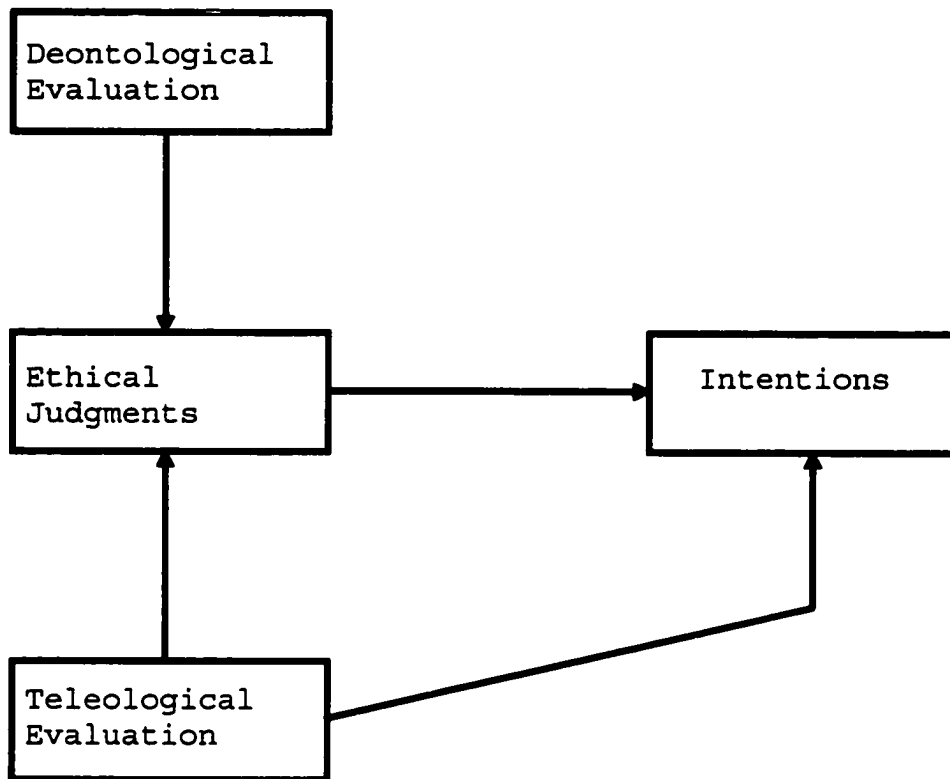 Deontological
Evaluation
Ethical
Judgments
Intentions
Teleological
Evaluation